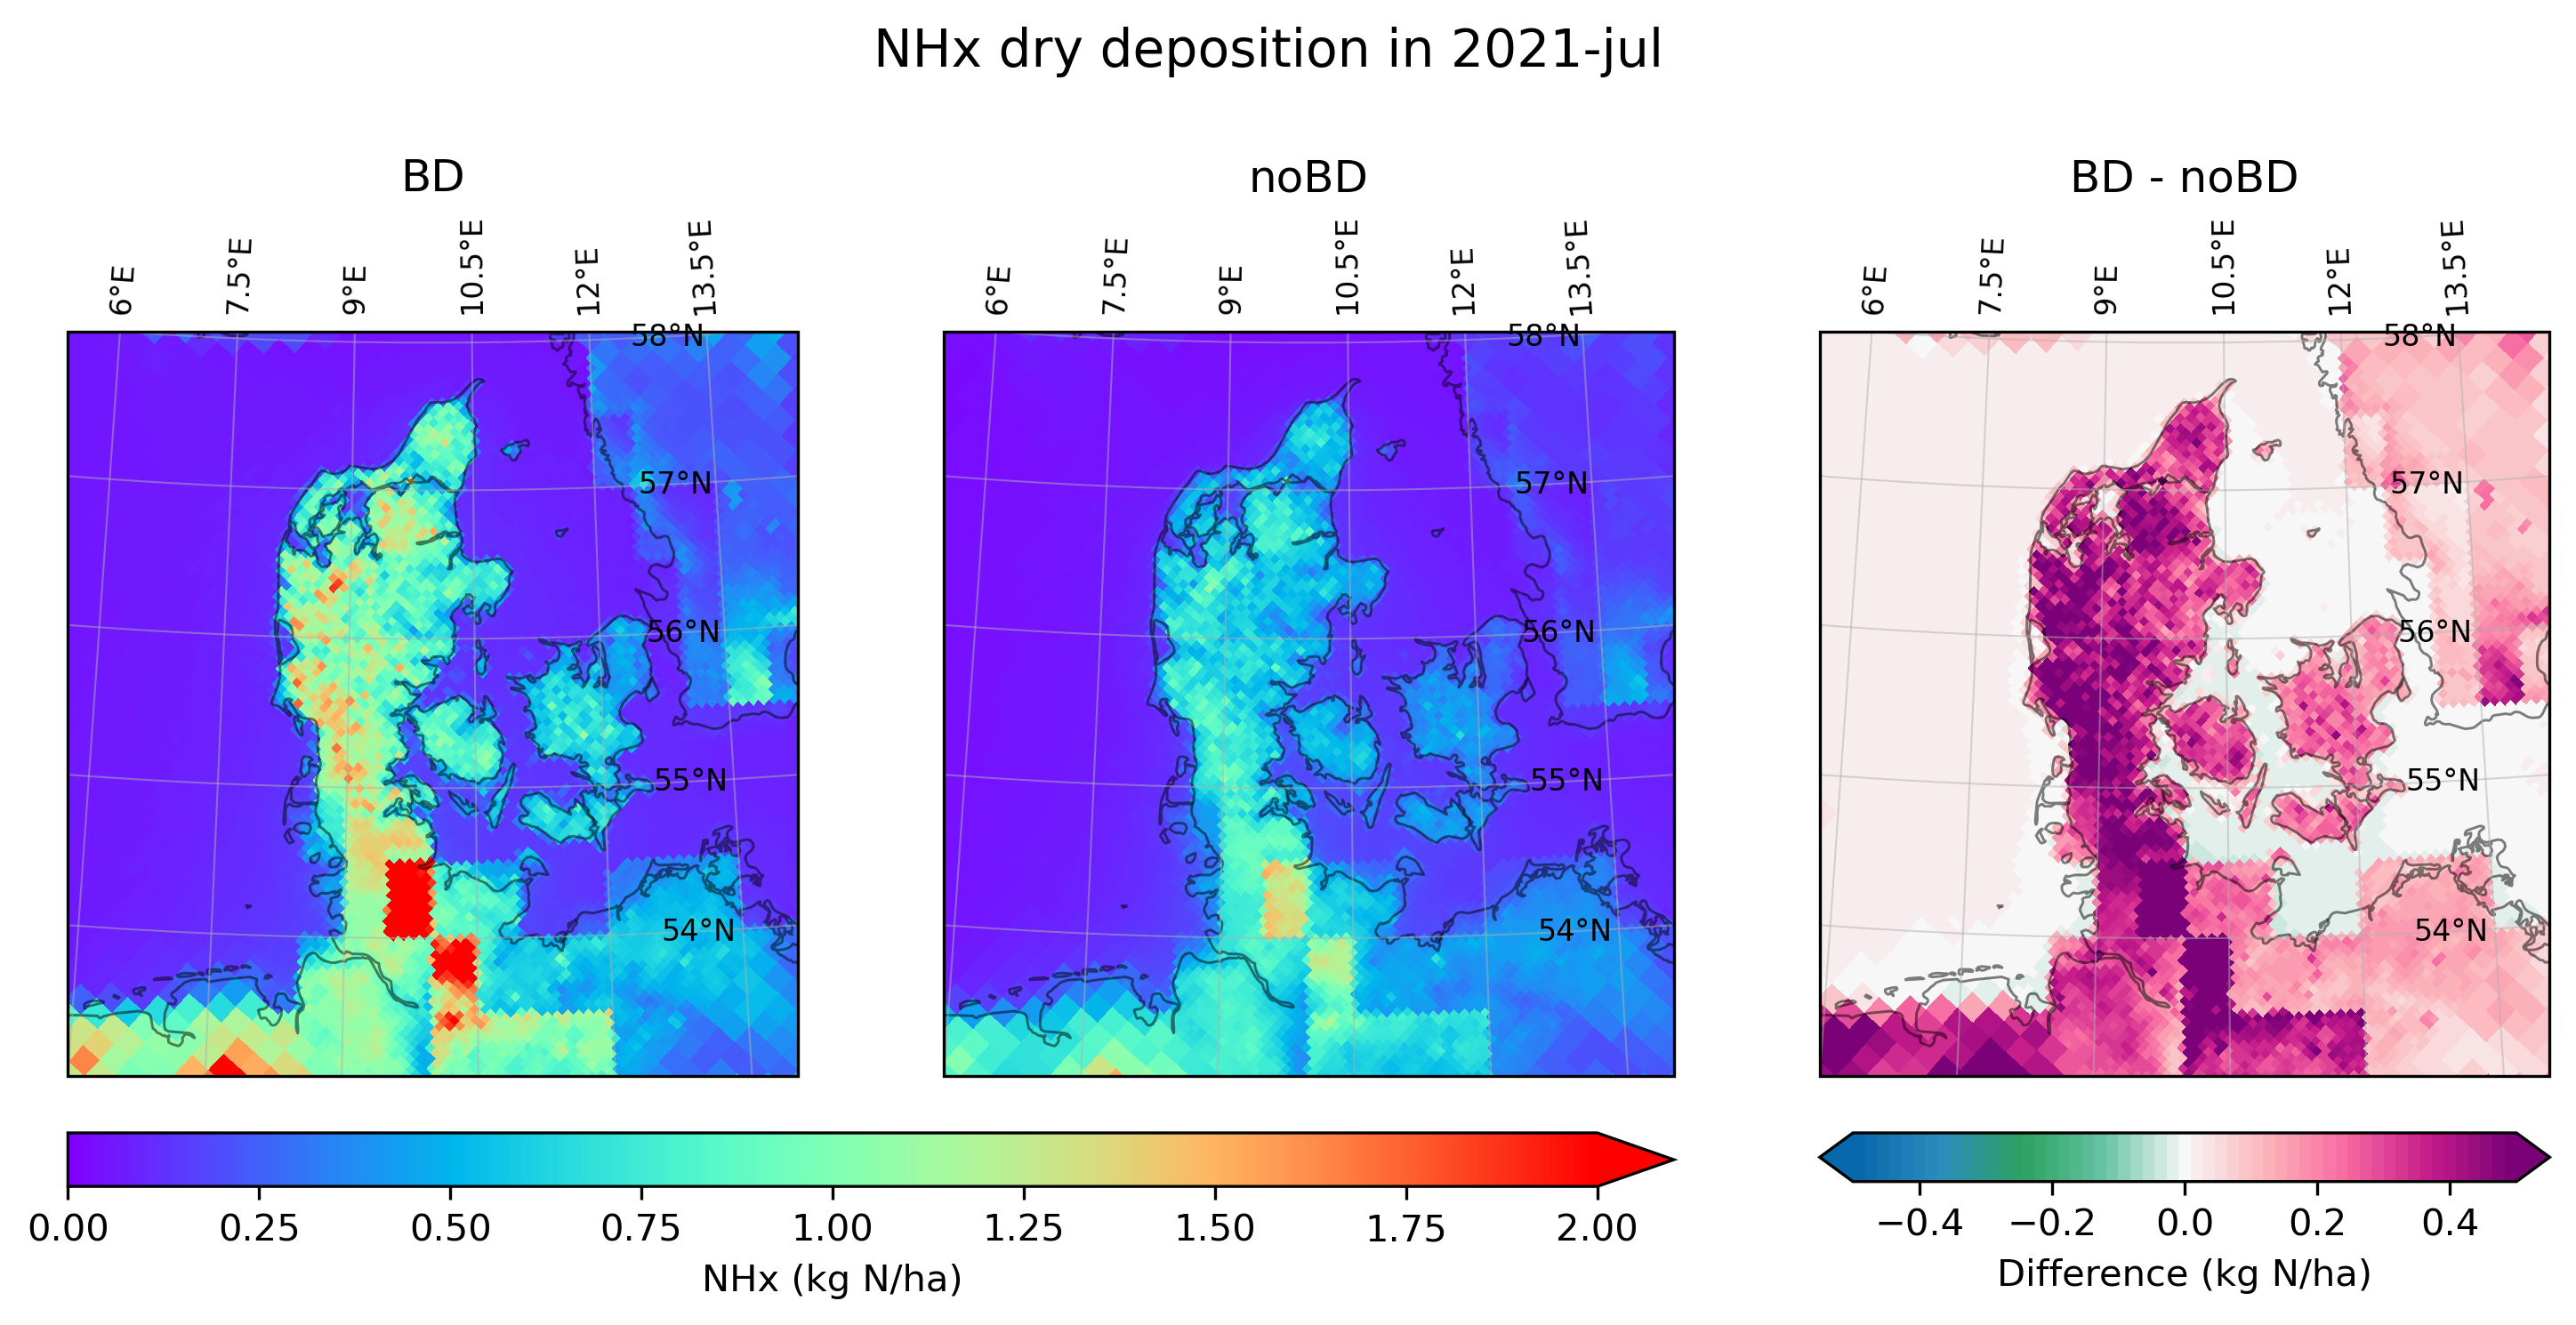 NHx dry deposition in 2021-jul
BD
noBD
BD - noBD
6°E 7.5°E 9°E 10.5°E 12°E 13.5°E
6°E 7.5°E 9°E 10.5°E 12°E 13.5°E
6°E 7.5°E 9°E 10.5°E 12°E 13.5°E
58°N 58°N 58°N
57°N 57°N 57°N
56°N 56°N 56°N
55°N 55°N 55°N
54°N 54°N 54°N
0.00 0.25 0.50 0.75 1.00 1.25 1.50 1.75 2.00
NHx (kg N/ha)
−0.4 −0.2 0.0 0.2 0.4
Difference (kg N/ha)